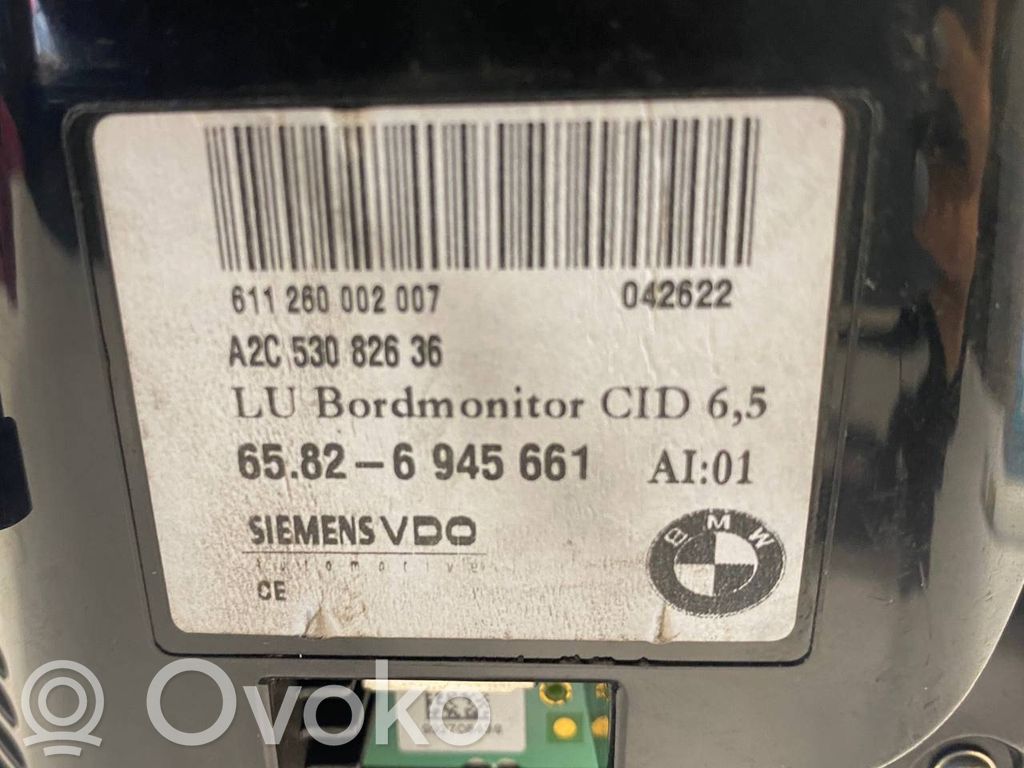 611 260 002 007 042622
A2C 530 826 36
LU Bordmonitor CID 6,5
65.82-6 945 661 AI:01
SIEMENS VDO
Automotive
BMW
CE
Ovoko